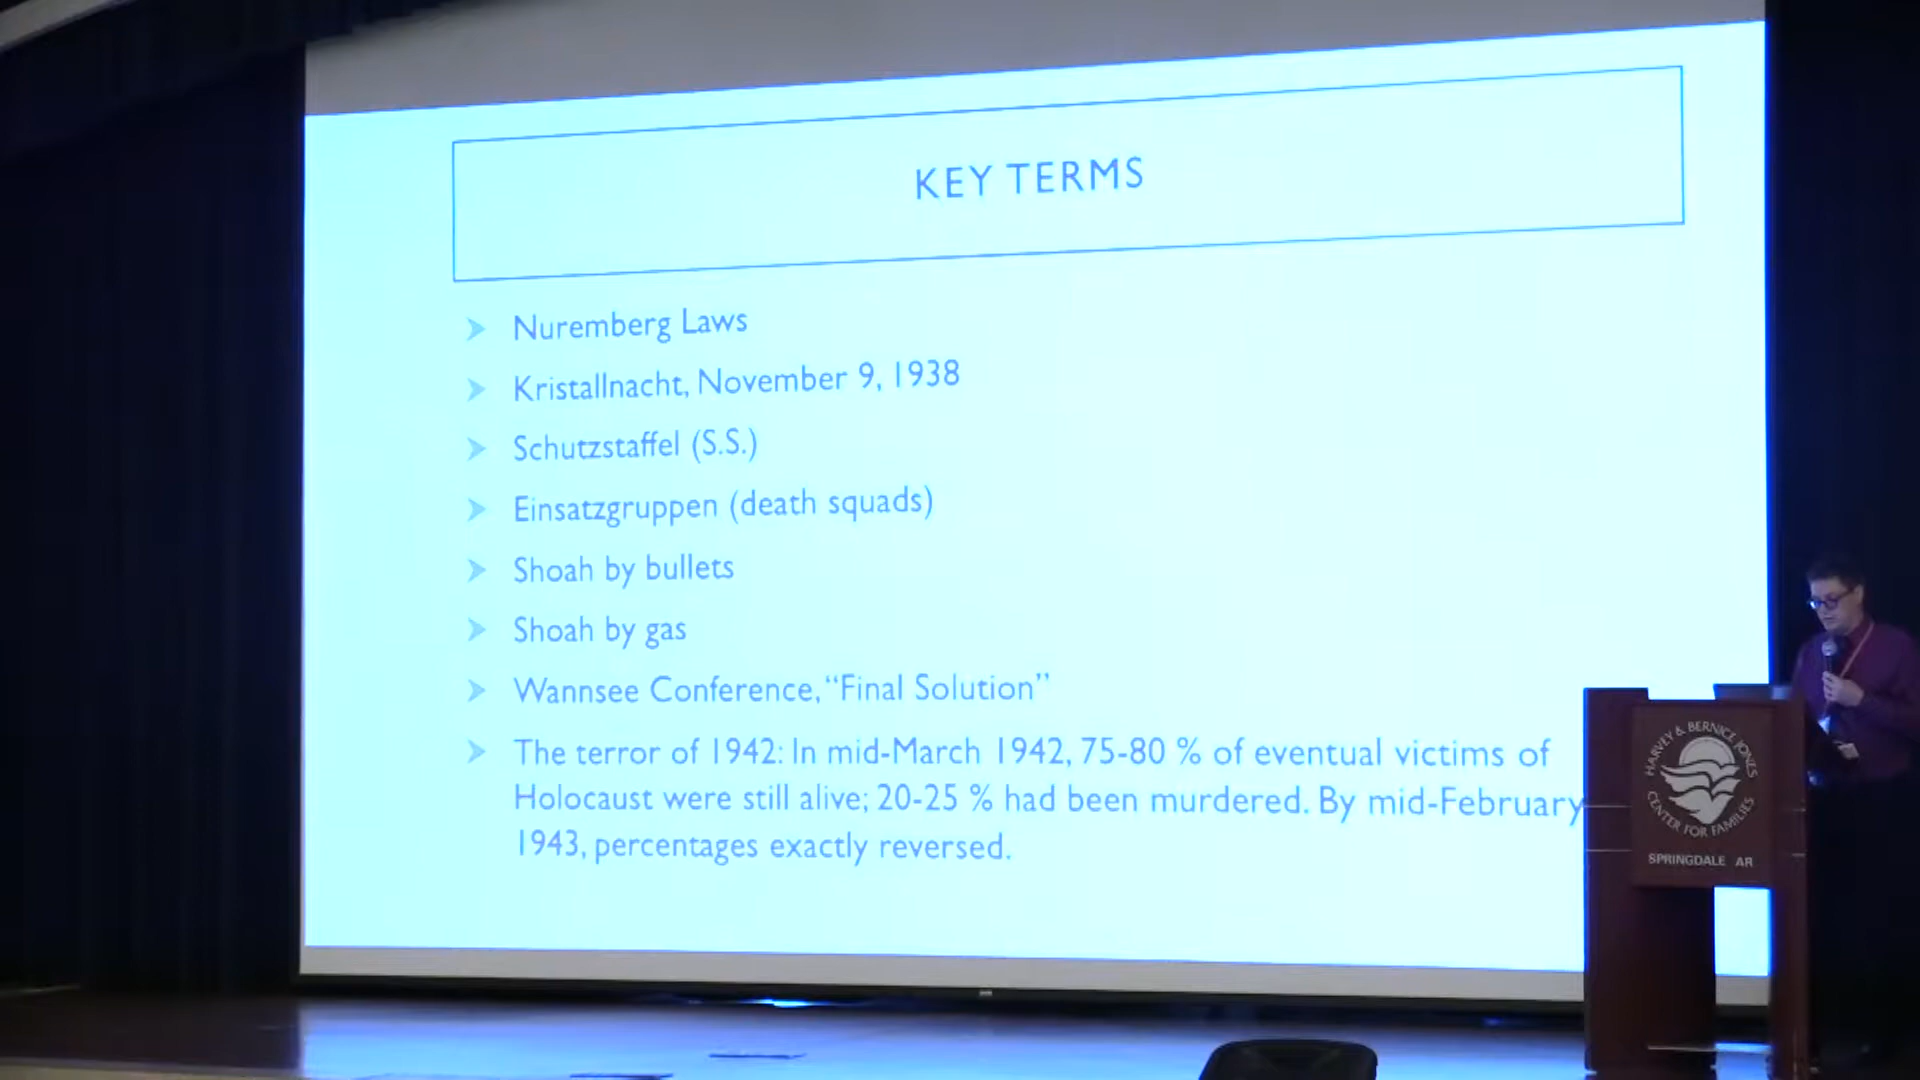 KEY TERMS
Nuremberg Laws
Kristallnacht, November 9, 1938
Schutzstaffel (S.S.)
Einsatzgruppen (death squads)
Shoah by bullets
Shoah by gas
Wannsee Conference, “Final Solution”
The terror of 1942: In mid-March 1942, 75-80 % of eventual victims of
Holocaust were still alive; 20-25 % had been murdered. By mid-February
1943, percentages exactly reversed.
HARVEY & BERNICE JONES
CENTER FOR FAMILIES
SPRINGDALE AR